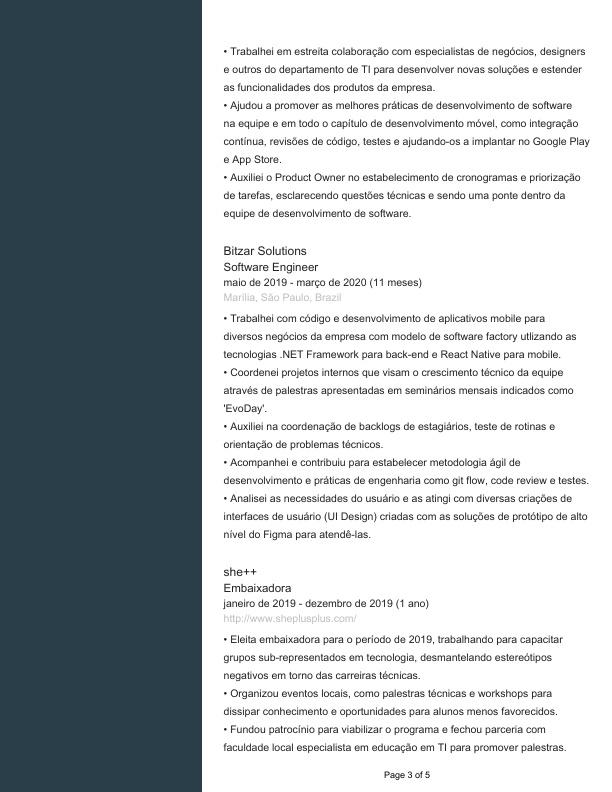 • Trabalhei em estreita colaboração com especialistas de negócios, designers
e outros do departamento de TI para desenvolver novas soluções e estender
as funcionalidades dos produtos da empresa.
• Ajudou a promover as melhores práticas de desenvolvimento de software
na equipe e em todo o capítulo de desenvolvimento móvel, como integração
contínua, revisões de código, testes e ajudando-os a implantar no Google Play
e App Store.
• Auxiliei o Product Owner no estabelecimento de cronogramas e priorização
de tarefas, esclarecendo questões técnicas e sendo uma ponte dentro da
equipe de desenvolvimento de software.
Bitzar Solutions
Software Engineer
maio de 2019 - março de 2020 (11 meses)
Marília, São Paulo, Brazil
• Trabalhei com código e desenvolvimento de aplicativos mobile para
diversos negócios da empresa com modelo de software factory utlizando as
tecnologias .NET Framework para back-end e React Native para mobile.
• Coordenei projetos internos que visam o crescimento técnico da equipe
através de palestras apresentadas em seminários mensais indicados como
'EvoDay'.
• Auxiliei na coordenação de backlogs de estagiários, teste de rotinas e
orientação de problemas técnicos.
• Acompanhei e contribuiu para estabelecer metodologia ágil de
desenvolvimento e práticas de engenharia como git flow, code review e testes.
• Analisei as necessidades do usuário e as atingi com diversas criações de
interfaces de usuário (UI Design) criadas com as soluções de protótipo de alto
nível do Figma para atendê-las.
she++
Embaixadora
janeiro de 2019 - dezembro de 2019 (1 ano)
http://www.sheplusplus.com/
• Eleita embaixadora para o período de 2019, trabalhando para capacitar
grupos sub-representados em tecnologia, desmantelando estereótipos
negativos em torno das carreiras técnicas.
• Organizou eventos locais, como palestras técnicas e workshops para
dissipar conhecimento e oportunidades para alunos menos favorecidos.
• Fundou patrocínio para viabilizar o programa e fechou parceria com
faculdade local especialista em educação em TI para promover palestras.
Page 3 of 5